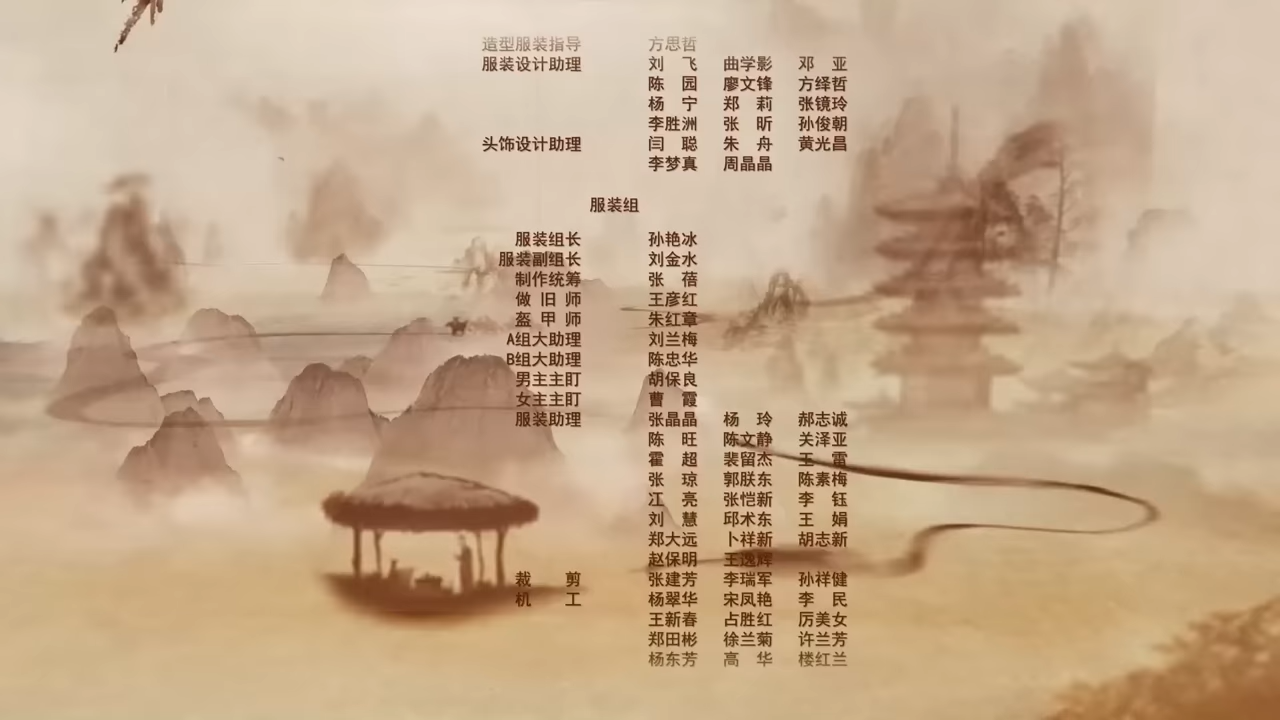 造型服装指导 方思哲
服装设计助理 刘 飞 曲学影 邓 亚
陈 园 廖文锋 方绎哲
杨 宁 郑 莉 张镜玲
李胜洲 张 昕 孙俊朝
头饰设计助理 闫 聪 朱 舟 黄光昌
李梦真 周晶晶
服装组
服装组长 孙艳冰
服装副组长 刘金水
制作统筹 张 蓓
做 旧 师 王彦红
盔 甲 师 朱红章
A组大助理 刘兰梅
B组大助理 陈忠华
男主主盯 胡保良
女主主盯 曹 霞
服装助理 张晶晶 杨 玲 郝志诚
陈 旺 陈文静 关泽亚
霍 超 裴留杰 王 雷
张 琼 郭朕东 陈素梅
江 亮 张恺新 李 钰
刘 慧 邱术东 王 娟
郑大远 卜祥新 胡志新
赵保明 王逸辉
裁 剪 张建芳 李瑞军 孙祥健
机 工 杨翠华 宋凤艳 李 民
王新春 占胜红 厉美女
郑田彬 徐兰菊 许兰芳
杨东芳 高 华 楼红兰